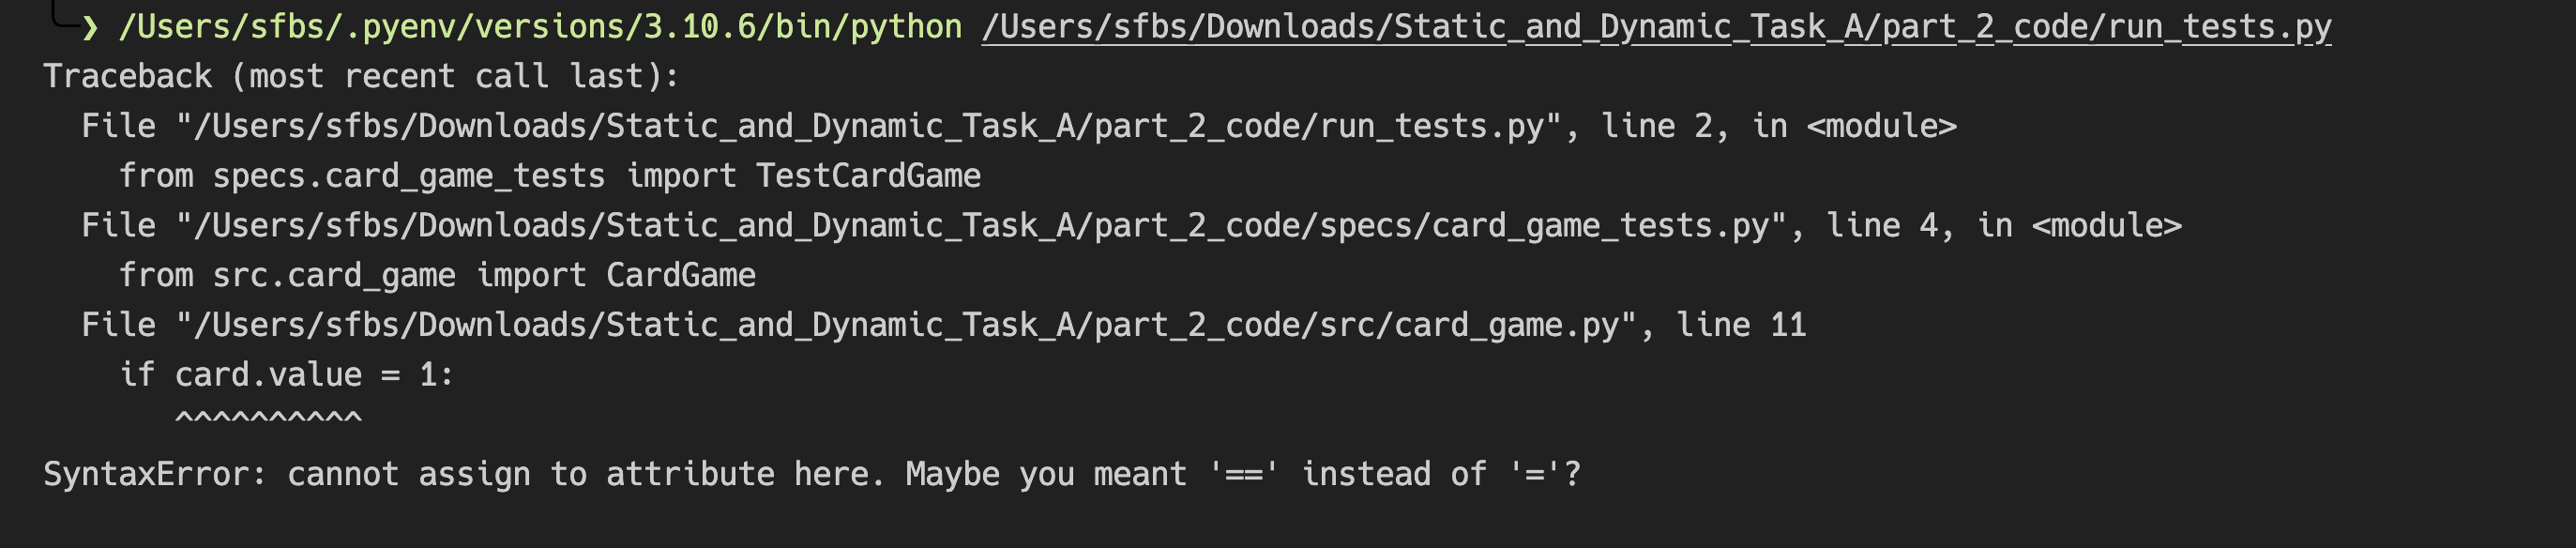 ❯ /Users/sfbs/.pyenv/versions/3.10.6/bin/python /Users/sfbs/Downloads/Static_and_Dynamic_Task_A/part_2_code/run_tests.py
Traceback (most recent call last):
  File "/Users/sfbs/Downloads/Static_and_Dynamic_Task_A/part_2_code/run_tests.py", line 2, in <module>
    from specs.card_game_tests import TestCardGame
  File "/Users/sfbs/Downloads/Static_and_Dynamic_Task_A/part_2_code/specs/card_game_tests.py", line 4, in <module>
    from src.card_game import CardGame
  File "/Users/sfbs/Downloads/Static_and_Dynamic_Task_A/part_2_code/src/card_game.py", line 11
    if card.value = 1:
       ^^^^^^^^^^
SyntaxError: cannot assign to attribute here. Maybe you meant '==' instead of '='?